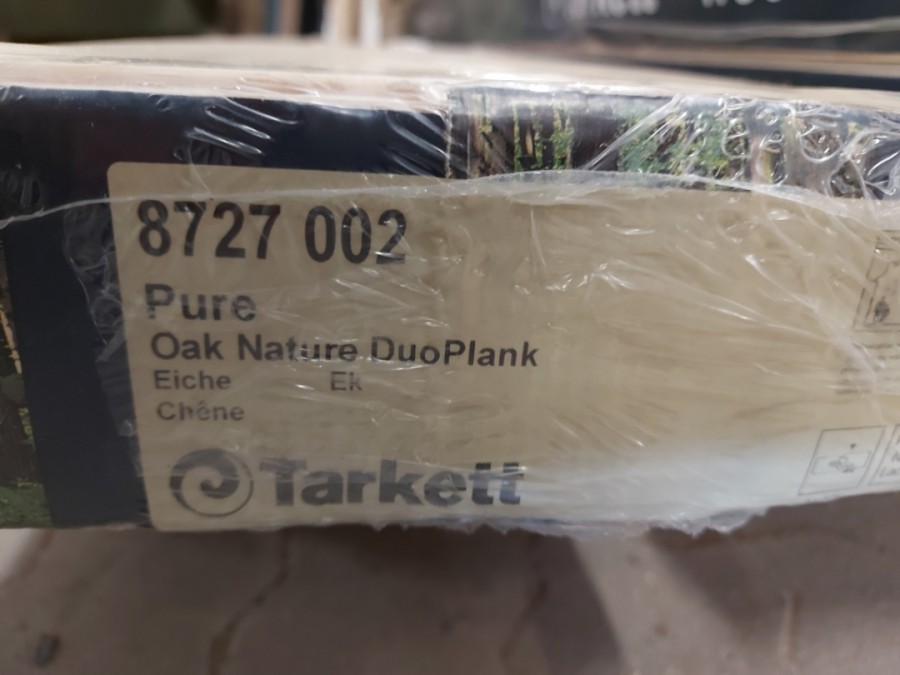 8727 002
Pure
Oak Nature DuoPlank
Eiche Ek
Chêne
Tarkett